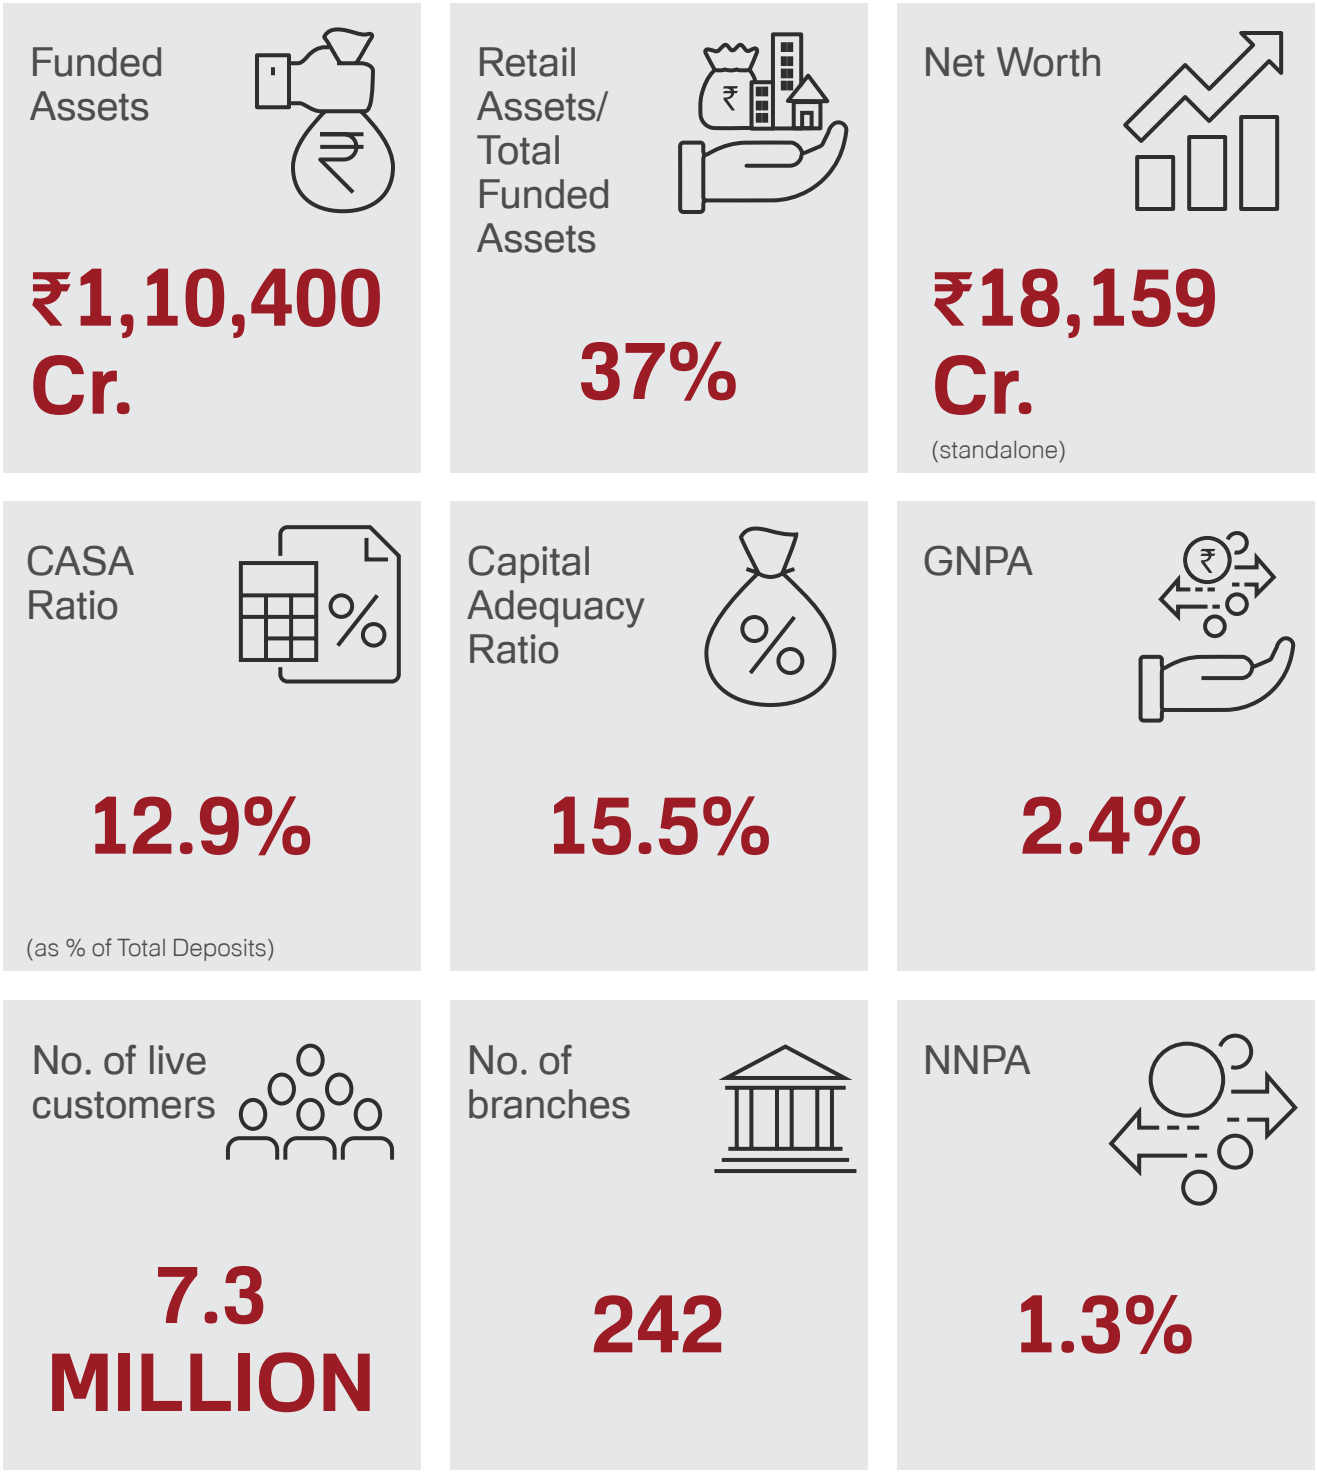 Funded
Assets
₹1,10,400
Cr.
Retail
Assets/
Total
Funded
Assets
37%
Net Worth
₹18,159
Cr.
(standalone)
CASA
Ratio
12.9%
(as % of Total Deposits)
Capital
Adequacy
Ratio
15.5%
GNPA
2.4%
No. of live
customers
7.3
MILLION
No. of
branches
242
NNPA
1.3%